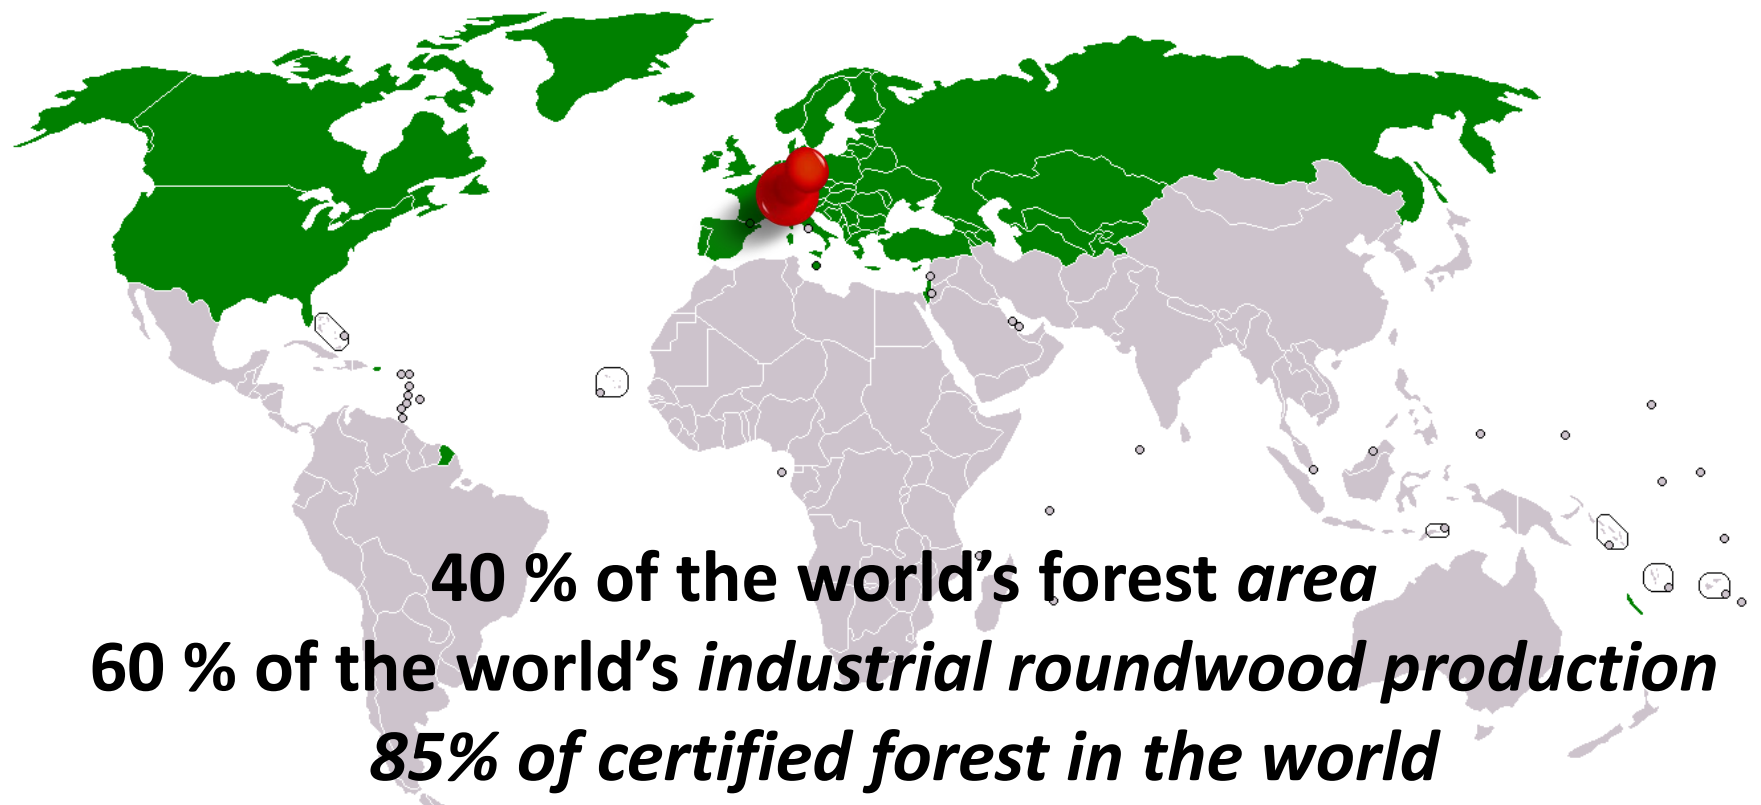 40 % of the world’s forest area
60 % of the world’s industrial roundwood production
85% of certified forest in the world